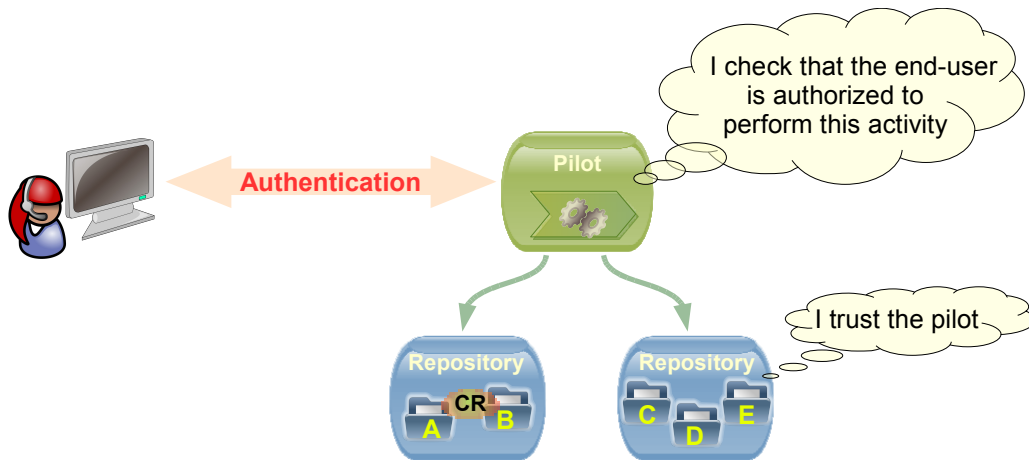 I check that the end-user
is authorized to
perform this activity
Pilot
Authentication
I trust the pilot
Repository
CR
A
B
Repository
C
D
E